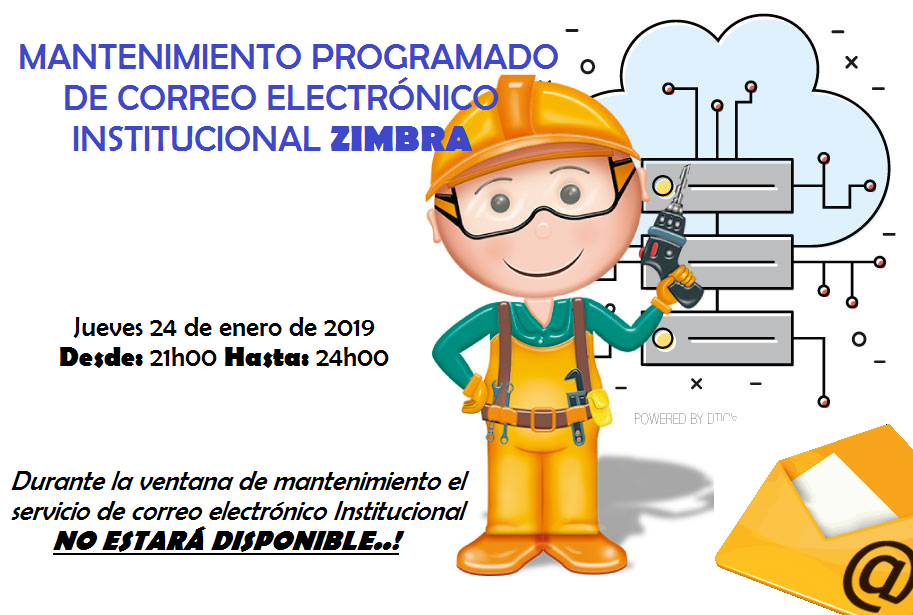 MANTENIMIENTO PROGRAMADO
DE CORREO ELECTRÓNICO
INSTITUCIONAL ZIMBRA
Jueves 24 de enero de 2019
Desde: 21h00 Hasta: 24h00
POWERED BY DTIC's
Durante la ventana de mantenimiento el
servicio de correo electrónico Institucional
NO ESTARÁ DISPONIBLE..!
@